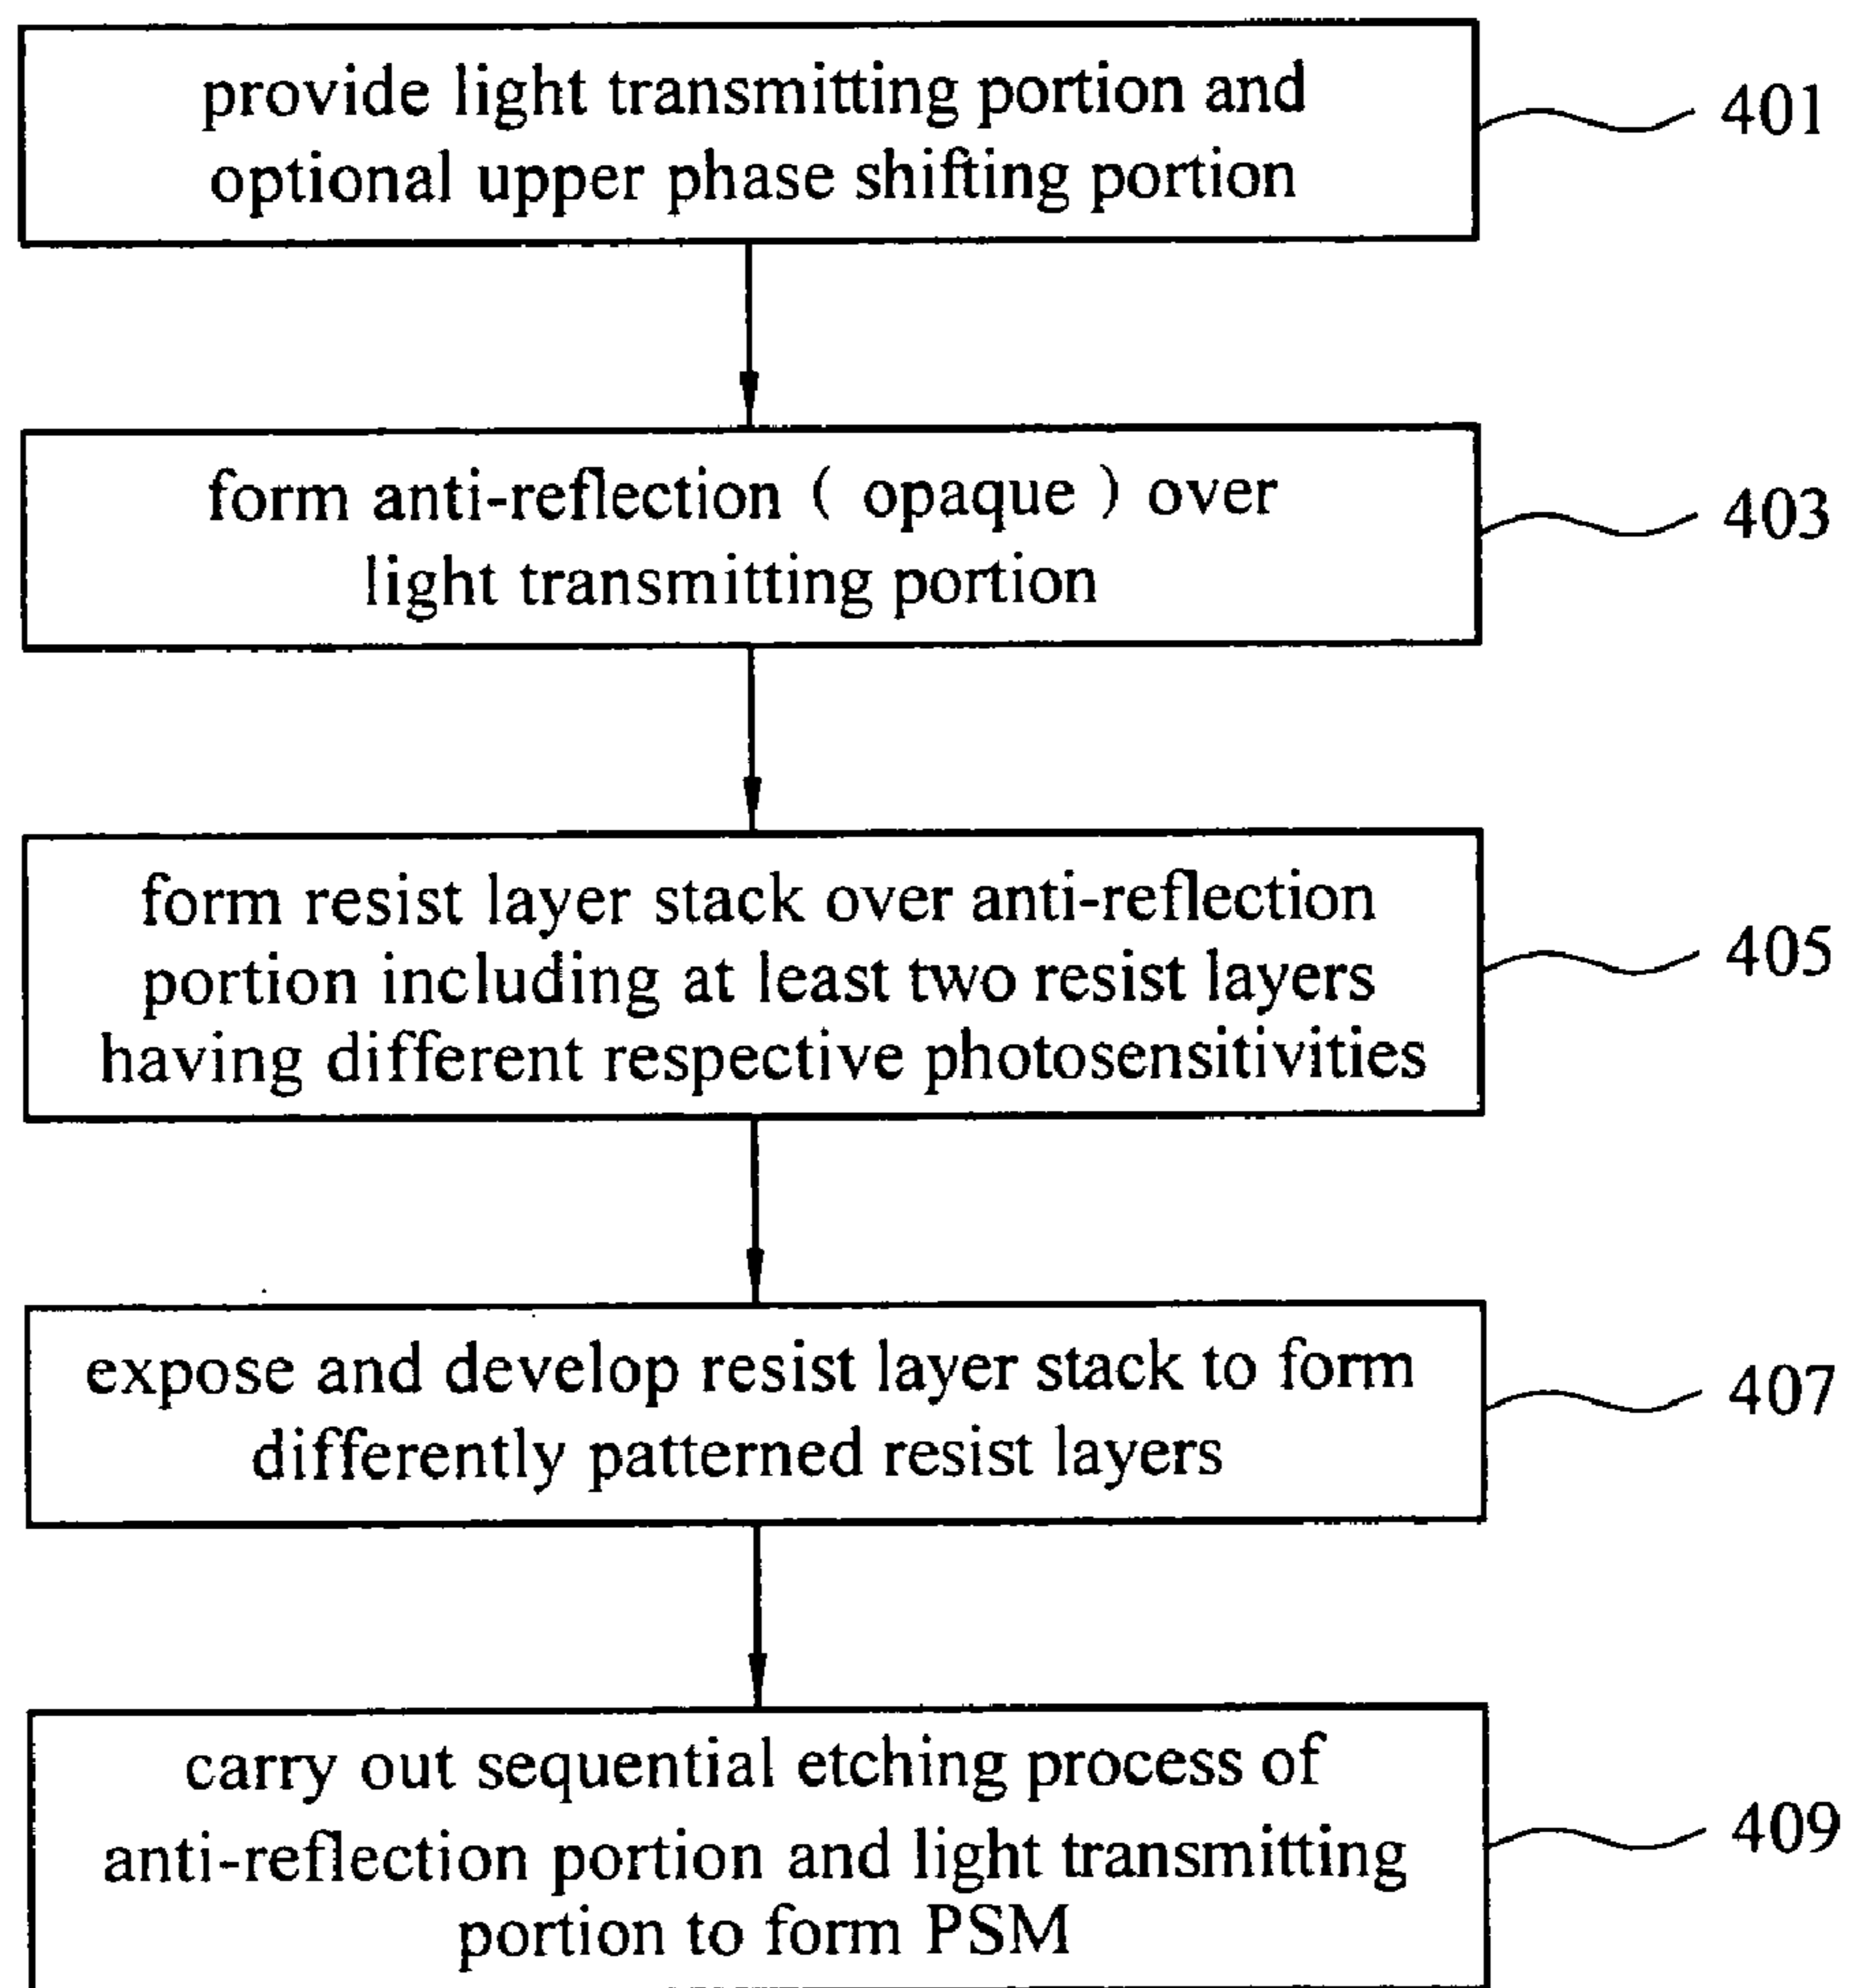 provide light transmitting portion and
optional upper phase shifting portion
401
form anti-reflection ( opaque ) over
light transmitting portion
403
form resist layer stack over anti-reflection
portion including at least two resist layers
having different respective photosensitivities
405
expose and develop resist layer stack to form
differently patterned resist layers
407
carry out sequential etching process of
anti-reflection portion and light transmitting
portion to form PSM
409